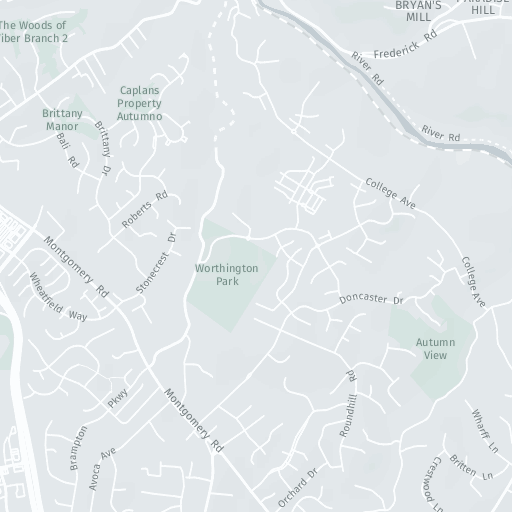 BRYAN'S
MILL
PARADISE
HILL
The Woods of
Tiber Branch 2
Frederick Rd
River Rd
Caplans
Property
Autumno
Brittany
Manor
Brittany Dr
Bali Rd
River Rd
College Ave
Roberts Rd
Stonecrest Dr
Montgomery Rd
Worthington
Park
College Ave
Wheatfield Way
Doncaster Dr
Autumn
View
Rd
Roundhill
Pkwy
Brampton
Montgomery Rd
Avoca Ave
Wharff Ln
Britten Ln
Crestwood Ln
Orchard Dr